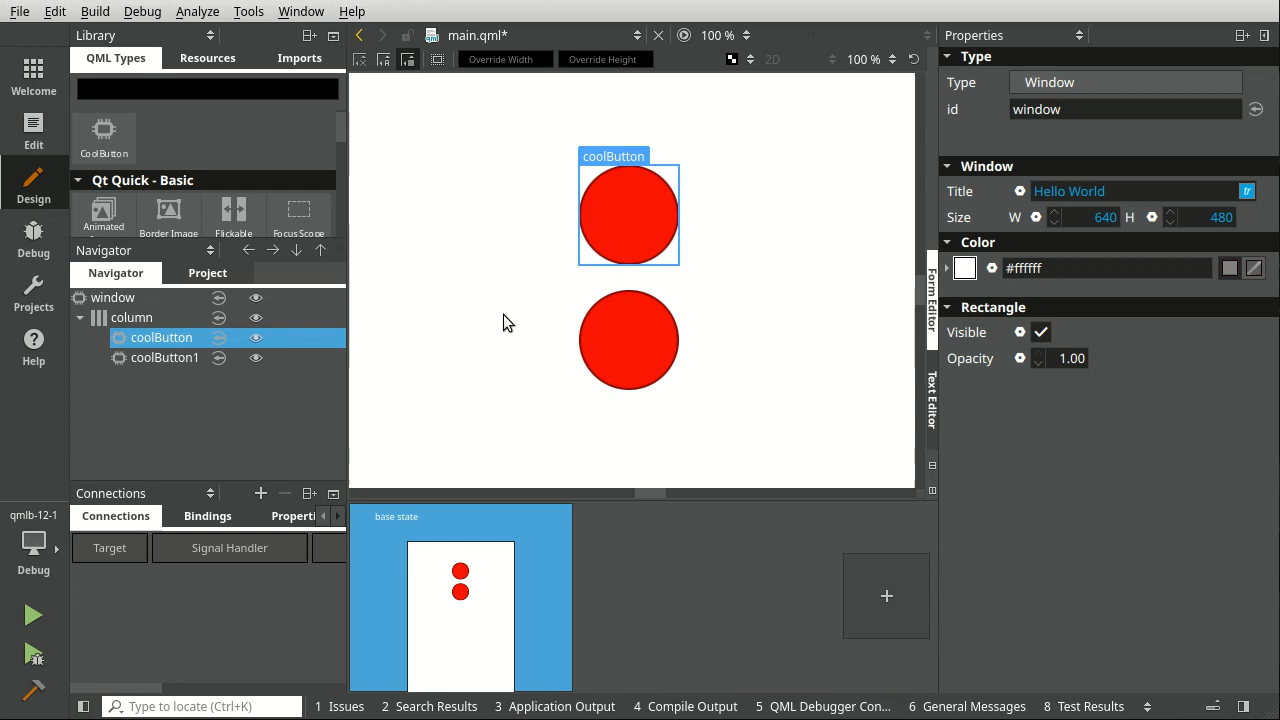 File Edit Build Debug Analyze Tools Window Help
Library
main.qml*
100 %
Properties
QML Types Resources Imports
Override Width
Override Height
2D
100 %
Type
Type Window
id window
Welcome
Edit
Design
Debug
Projects
Help
CoolButton
Qt Quick - Basic
Animated
Border Image
Flickable
Focus Scope
Navigator
Navigator Project
window
column
coolButton
coolButton1
coolButton
Window
Title Hello World tr
Size W 640 H 480
Color
#ffffff
Rectangle
Visible
Opacity 1.00
Form Editor
Text Editor
Connections
Connections Bindings Properti
Target Signal Handler
qmlb-12-1
Debug
base state
+
Type to locate (Ctrl+K)
1 Issues 2 Search Results 3 Application Output 4 Compile Output 5 QML Debugger Con... 6 General Messages 8 Test Results